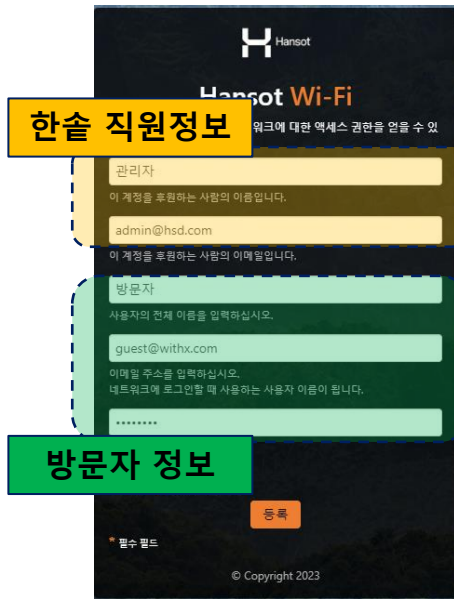 Hansot
Hansot Wi-Fi
한솥 직원정보
워크에 대한 액세스 권한을 얻을 수 있
관리자
이 계정을 후원하는 사람의 이름입니다.
admin@hsd.com
이 계정을 후원하는 사람의 이메일입니다.
방문자
사용자의 전체 이름을 입력하십시오.
guest@withx.com
이메일 주소를 입력하십시오.
네트워크에 로그인할 때 사용하는 사용자 이름이 됩니다.
••••••••
방문자 정보
등록
* 필수 필드
© Copyright 2023